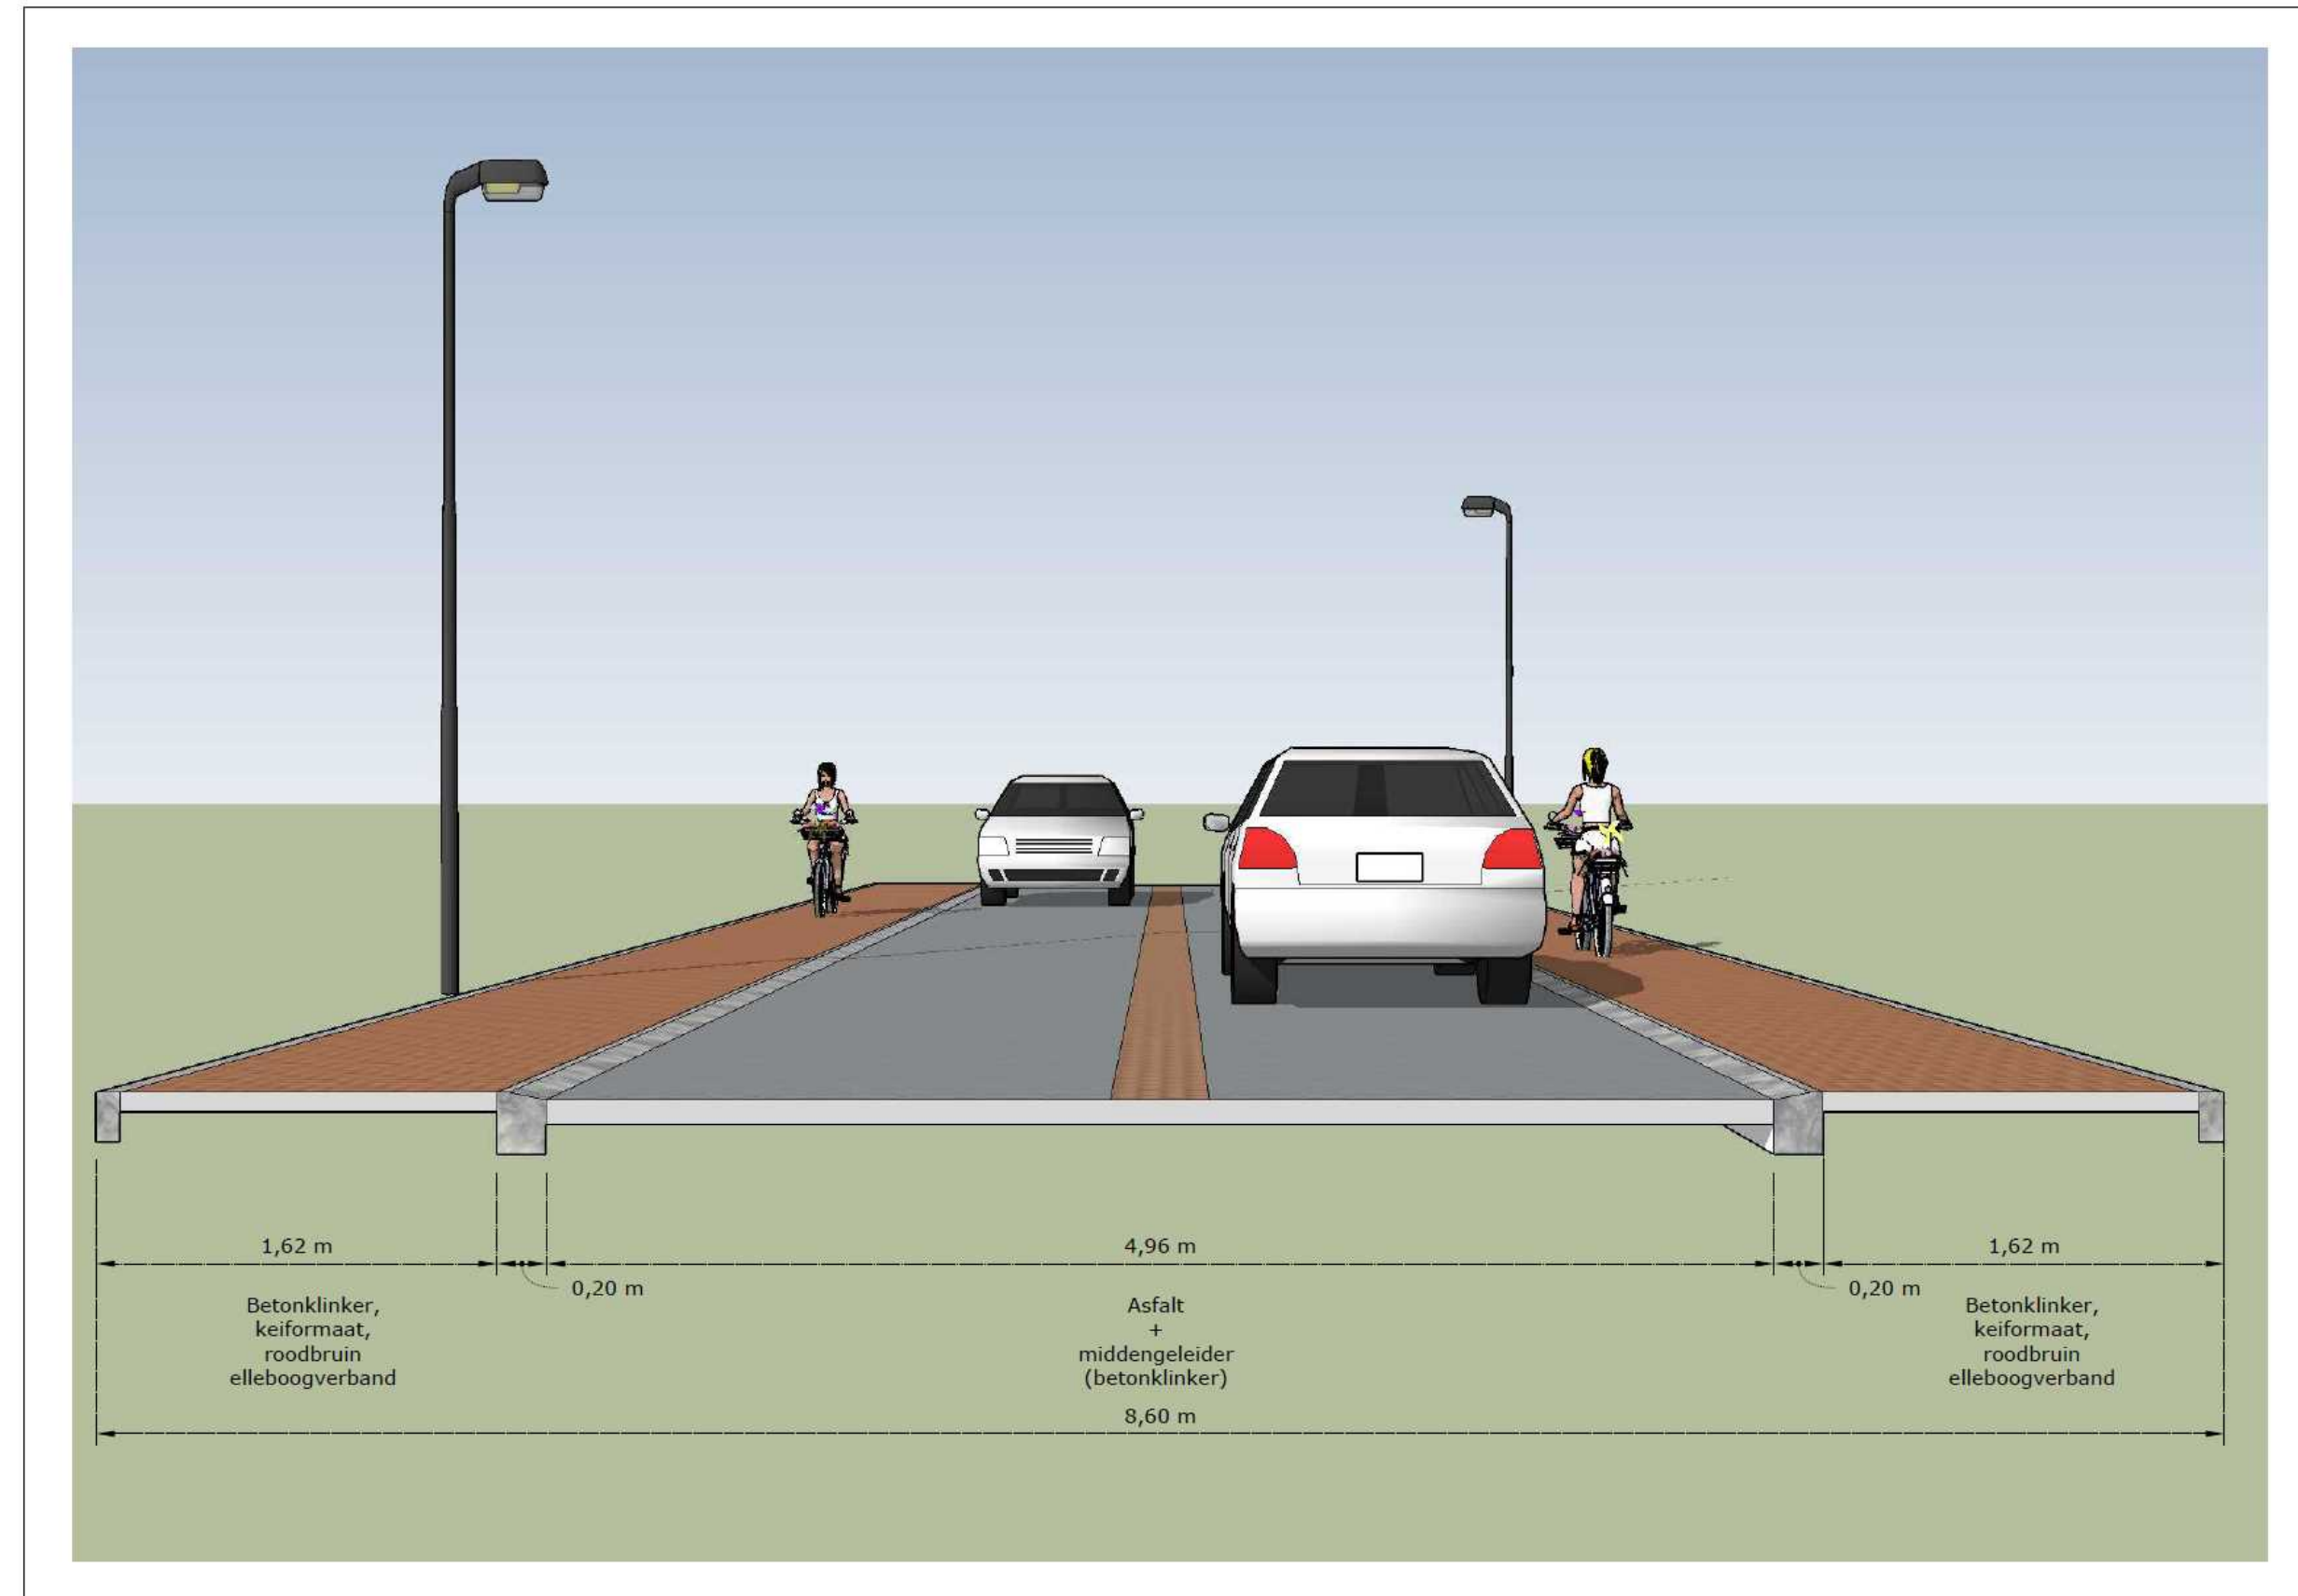 1,62 m
4,96 m
1,62 m
0,20 m
0,20 m
Betonklinker,
keiformaat,
roodbruin
elleboogverband
Asfalt
+
middengeleider
(betonklinker)
Betonklinker,
keiformaat,
roodbruin
elleboogverband
8,60 m